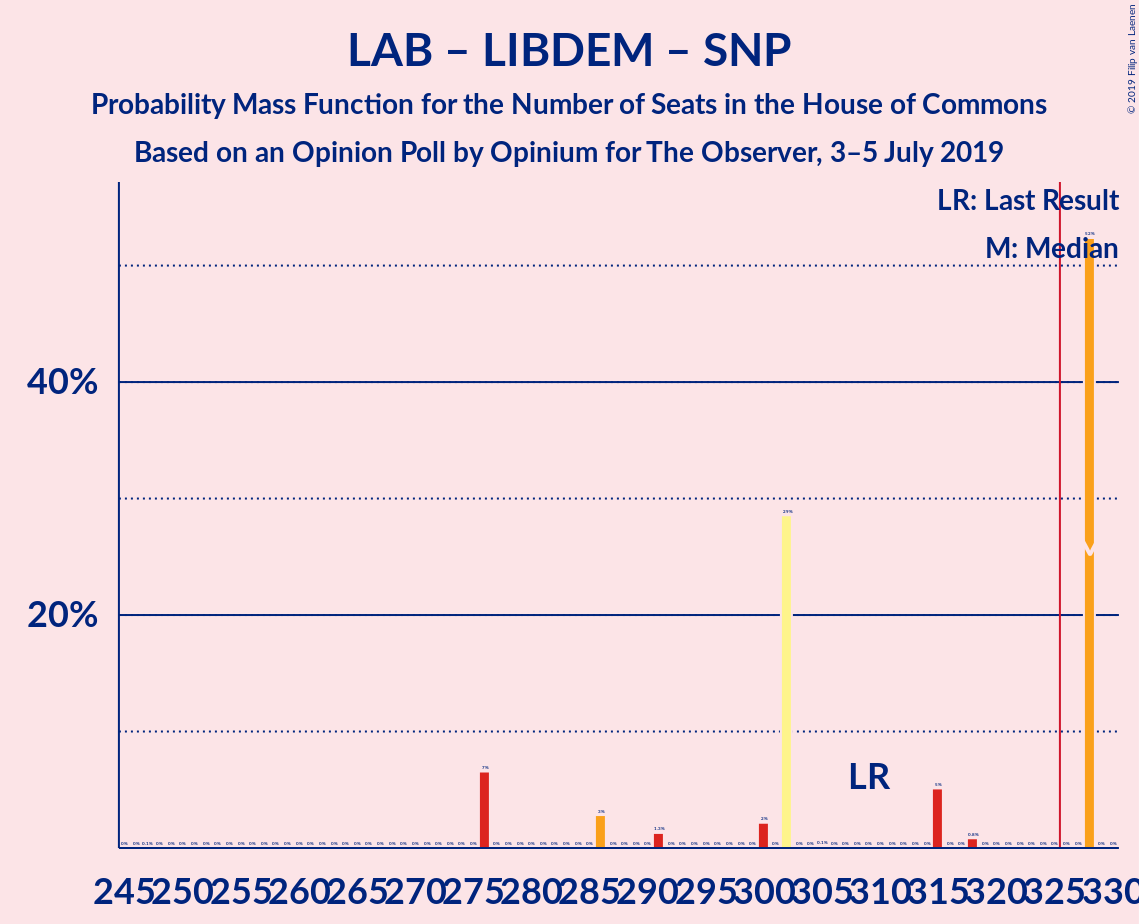 LAB – LIBDEM – SNP
Probability Mass Function for the Number of Seats in the House of Commons
Based on an Opinion Poll by Opinium for The Observer, 3–5 July 2019
© 2019 Filip van Laenen
LR: Last Result
M: Median
52%
40%
29%
M
20%
LR
7%
5%
3%
2%
1.2%
0.8%
245 250 255 260 265 270 275 280 285 290 295 300 305 310 315 320 325 330